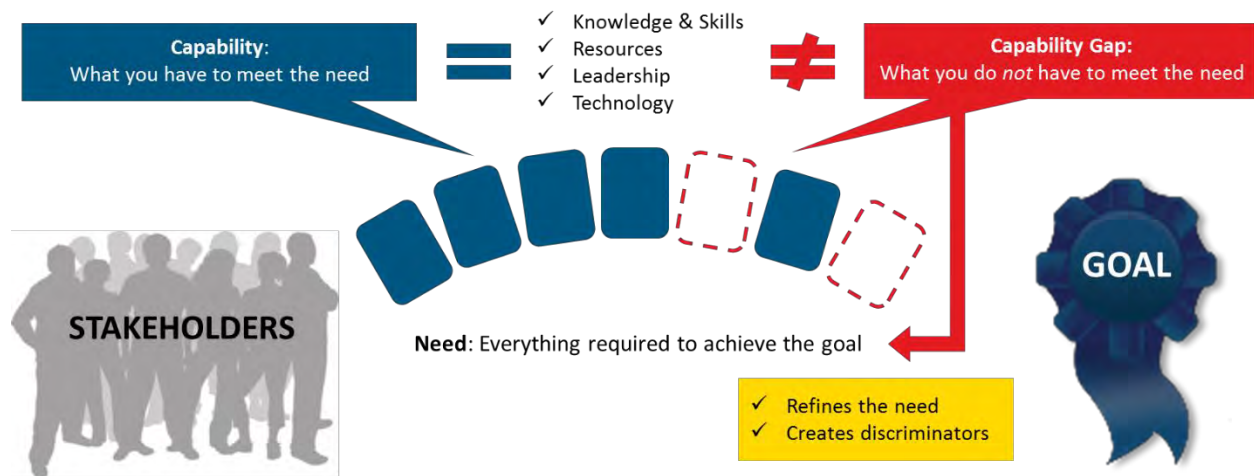 Capability:
What you have to meet the need
✓ Knowledge & Skills
✓ Resources
✓ Leadership
✓ Technology
Capability Gap:
What you do not have to meet the need
STAKEHOLDERS
GOAL
Need: Everything required to achieve the goal
✓ Refines the need
✓ Creates discriminators